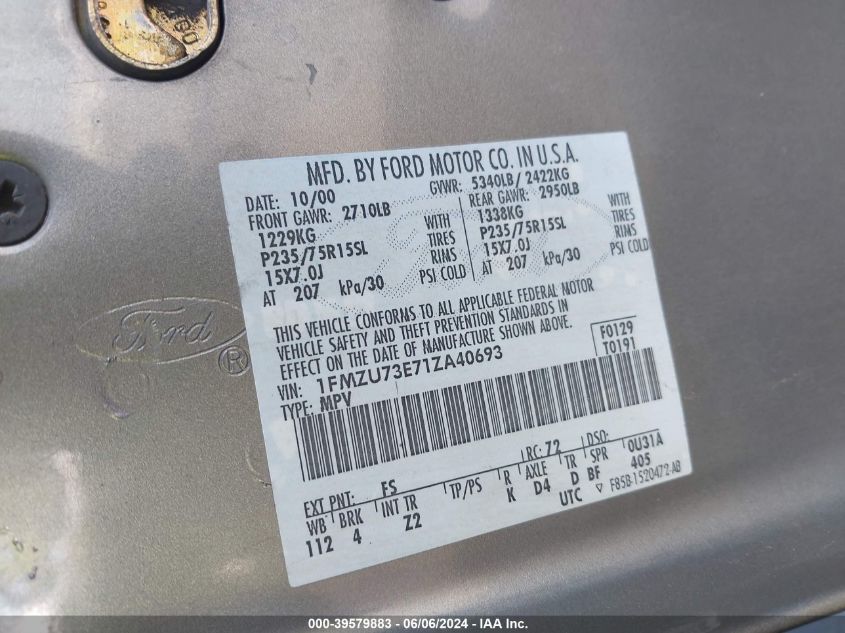 MFD. BY FORD MOTOR CO. IN U.S.A.
DATE: 10/00 GVWR: 5340LB/ 2422KG
FRONT GAWR: 2710LB REAR GAWR: 2950LB
1229KG WITH 1338KG WITH
P235/75R15SL TIRES P235/75R15SL TIRES
15X7.0J RIMS 15X7.0J RIMS
AT 207 kPa/30 PSI COLD AT 207 kPa/30 PSI COLD
THIS VEHICLE CONFORMS TO ALL APPLICABLE FEDERAL MOTOR
VEHICLE SAFETY AND THEFT PREVENTION STANDARDS IN
EFFECT ON THE DATE OF MANUFACTURE SHOWN ABOVE.
F0129
T0191
VIN: 1FMZU73E71ZA40693
TYPE: MPV
EXT PNT: FS RC: 72 DSO:
WB BRK INT TR TP/PS R AXLE TR SPR 0U31A
112 4 Z2 K D4 D BF 405
UTC ▽ F85B-1520472-AB
Ford ®
Ford
000-39579883 - 06/06/2024 - IAA Inc.